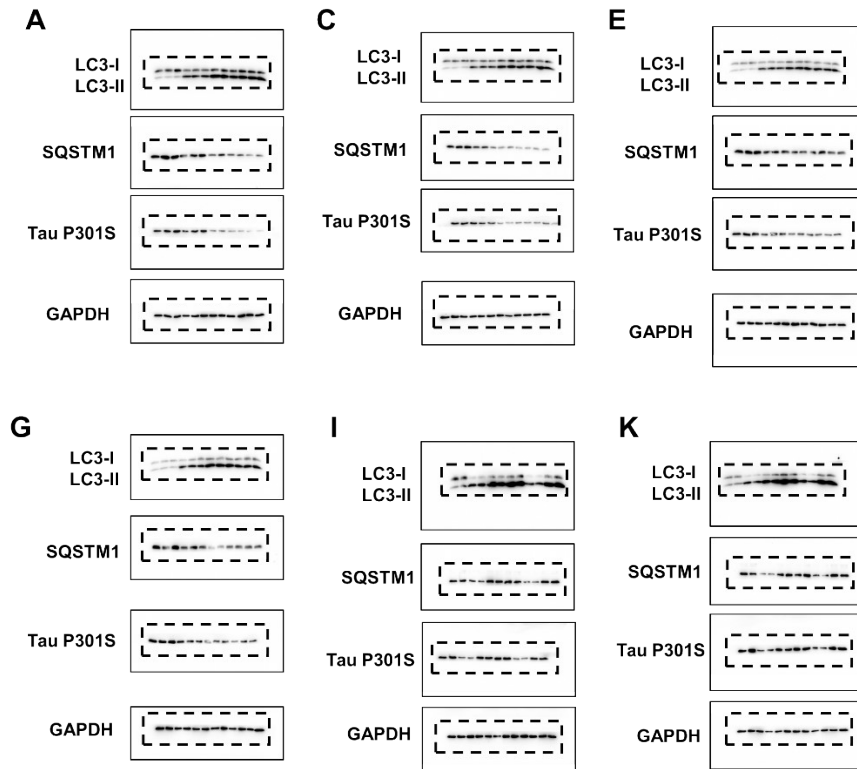 A
LC3-I
LC3-II
SQSTM1
Tau P301S
GAPDH
C
LC3-I
LC3-II
SQSTM1
Tau P301S
GAPDH
E
LC3-I
LC3-II
SQSTM1
Tau P301S
GAPDH
G
LC3-I
LC3-II
SQSTM1
Tau P301S
GAPDH
I
LC3-I
LC3-II
SQSTM1
Tau P301S
GAPDH
K
LC3-I
LC3-II
SQSTM1
Tau P301S
GAPDH